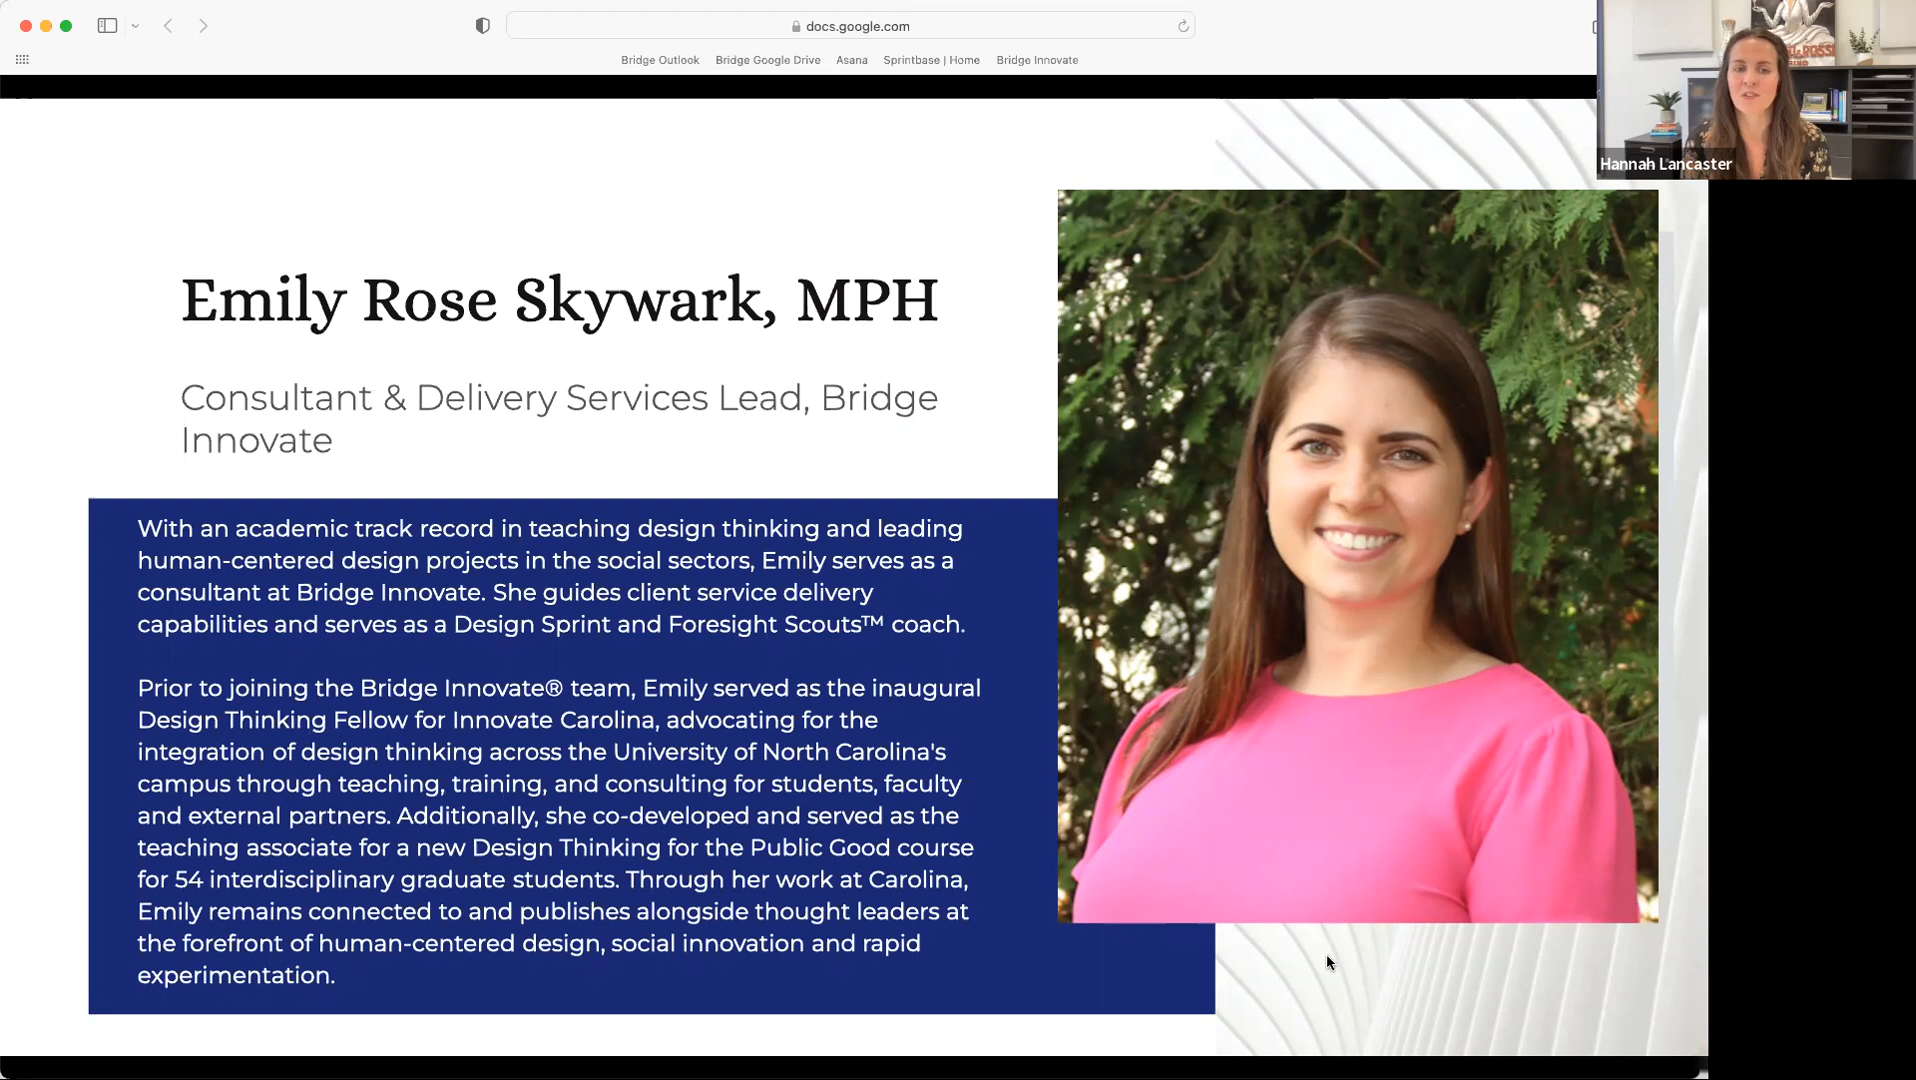 docs.google.com
Bridge Outlook Bridge Google Drive Asana Sprintbase | Home Bridge Innovate
Hannah Lancaster
Emily Rose Skywark, MPH
Consultant & Delivery Services Lead, Bridge
Innovate
With an academic track record in teaching design thinking and leading
human-centered design projects in the social sectors, Emily serves as a
consultant at Bridge Innovate. She guides client service delivery
capabilities and serves as a Design Sprint and Foresight Scouts™ coach.
Prior to joining the Bridge Innovate® team, Emily served as the inaugural
Design Thinking Fellow for Innovate Carolina, advocating for the
integration of design thinking across the University of North Carolina's
campus through teaching, training, and consulting for students, faculty
and external partners. Additionally, she co-developed and served as the
teaching associate for a new Design Thinking for the Public Good course
for 54 interdisciplinary graduate students. Through her work at Carolina,
Emily remains connected to and publishes alongside thought leaders at
the forefront of human-centered design, social innovation and rapid
experimentation.